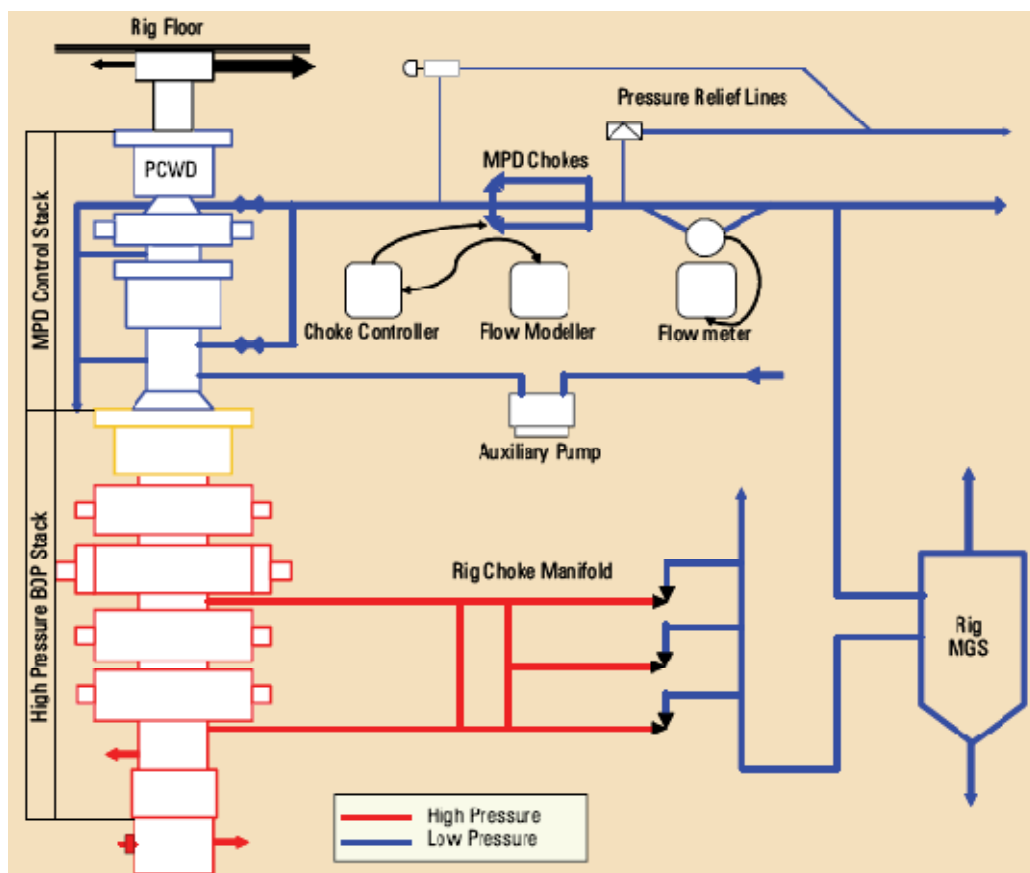 Rig Floor
Pressure Relief Lines
MPD Chokes
PCWD
MPD Control Stack
Choke Controller
Flow Modeller
Flow meter
Auxiliary Pump
High Pressure BOP Stack
Rig Choke Manifold
Rig
MGS
High Pressure
Low Pressure